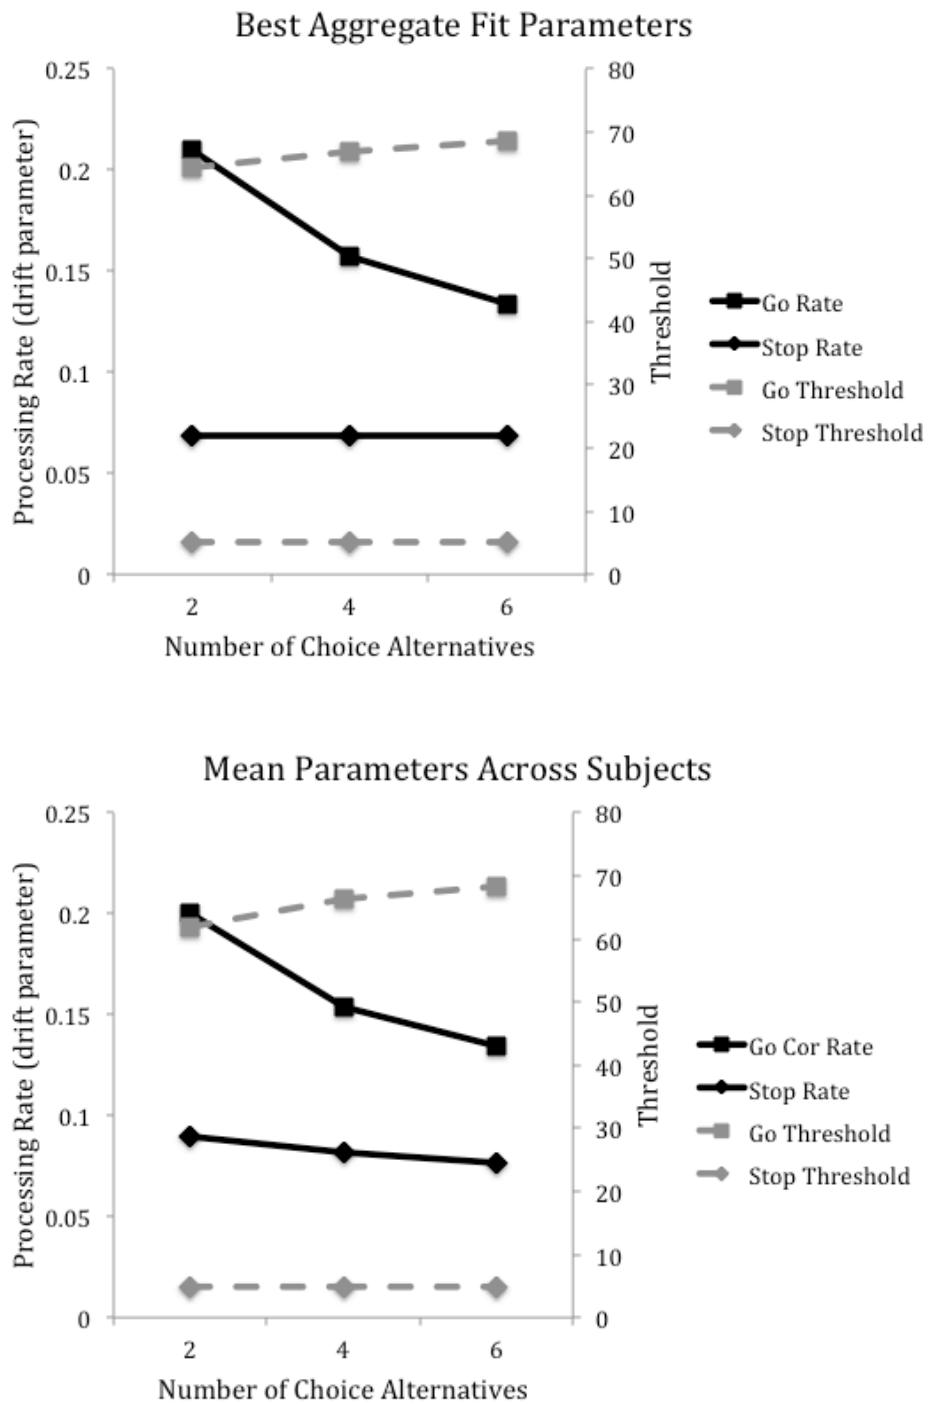 Best Aggregate Fit Parameters
0.25
0.2
0.15
0.1
0.05
0
Processing Rate (drift parameter)
80
70
60
50
40
30
20
10
0
Threshold
2 4 6
Number of Choice Alternatives
Go Rate
Stop Rate
Go Threshold
Stop Threshold
Mean Parameters Across Subjects
0.25
0.2
0.15
0.1
0.05
0
Processing Rate (drift parameter)
80
70
60
50
40
30
20
10
0
Threshold
2 4 6
Number of Choice Alternatives
Go Cor Rate
Stop Rate
Go Threshold
Stop Threshold